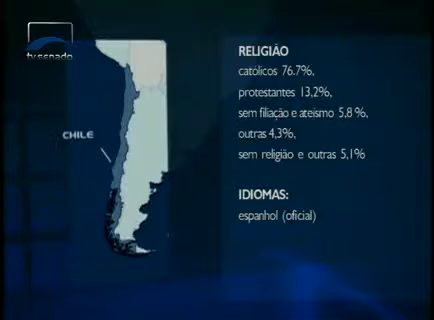 tv senado
CHILE
RELIGIÃO
católicos 76.7%,
protestantes 13,2%,
sem filiação e ateísmo 5,8 %,
outras 4,3%,
sem religião e outras 5,1%
IDIOMAS:
espanhol (oficial)